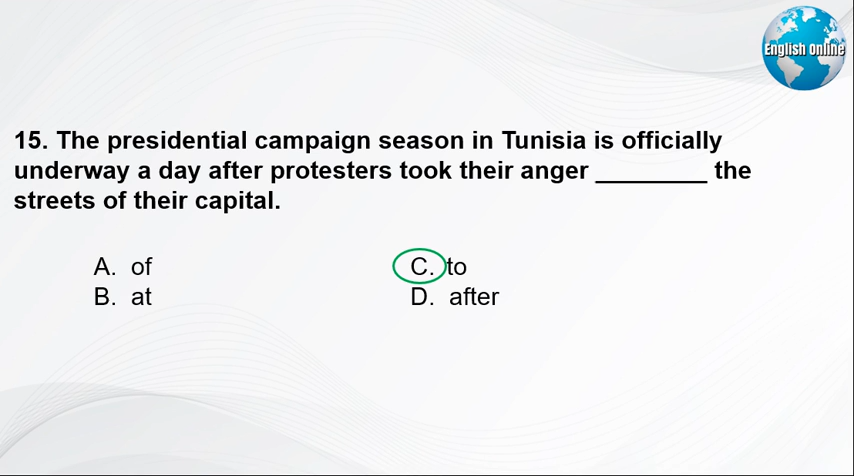 English Online
15. The presidential campaign season in Tunisia is officially
underway a day after protesters took their anger ________ the
streets of their capital.
A. of
C. to
B. at
D. after